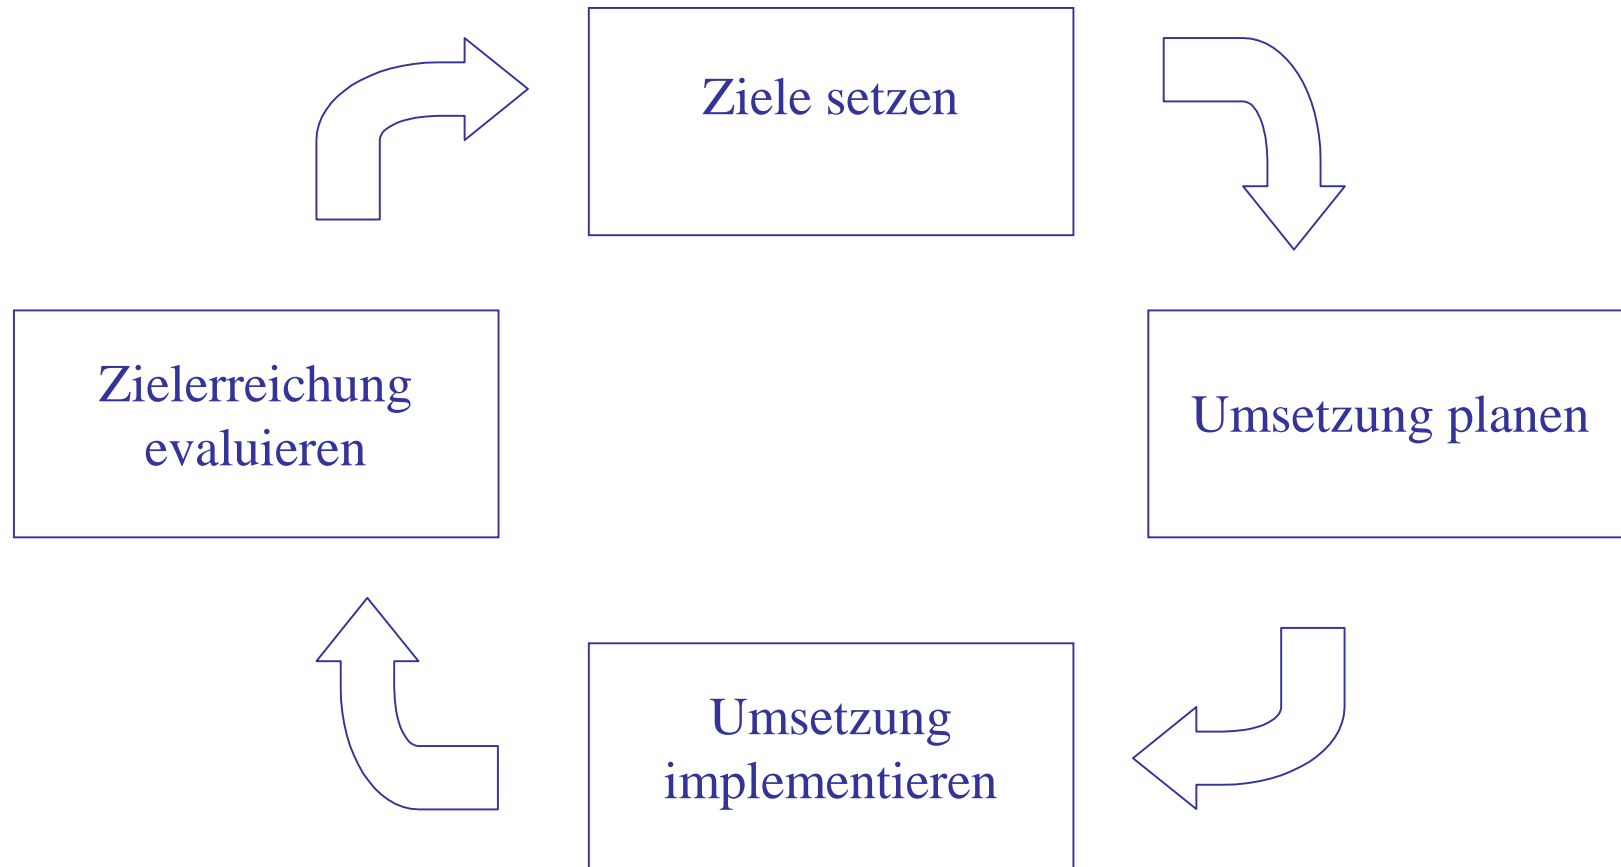 Ziele setzen
Zielerreichung
evaluieren
Umsetzung planen
Umsetzung
implementieren